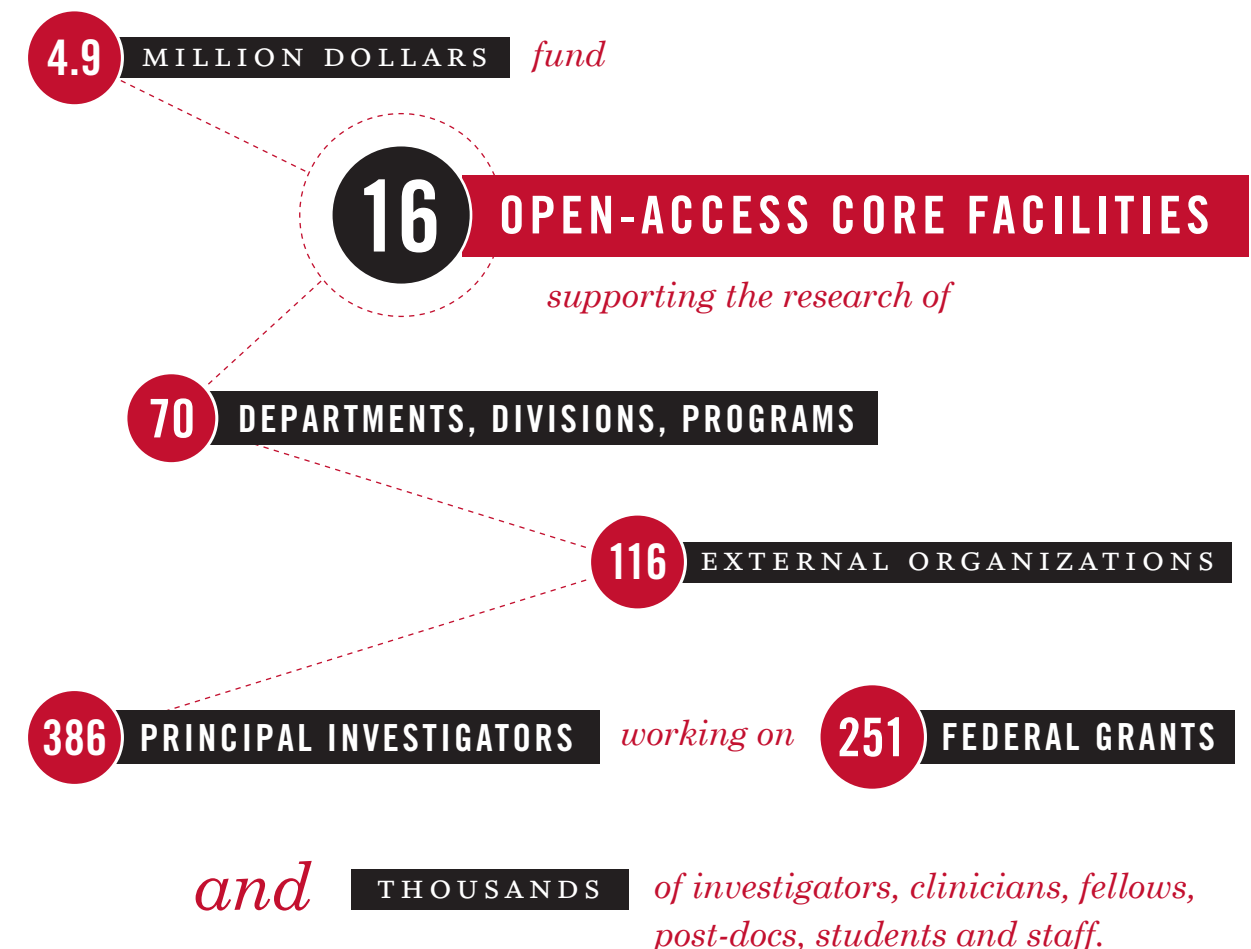 4.9 MILLION DOLLARS fund
16 OPEN-ACCESS CORE FACILITIES
supporting the research of
70 DEPARTMENTS, DIVISIONS, PROGRAMS
116 EXTERNAL ORGANIZATIONS
386 PRINCIPAL INVESTIGATORS working on 251 FEDERAL GRANTS
and THOUSANDS of investigators, clinicians, fellows,
post-docs, students and staff.